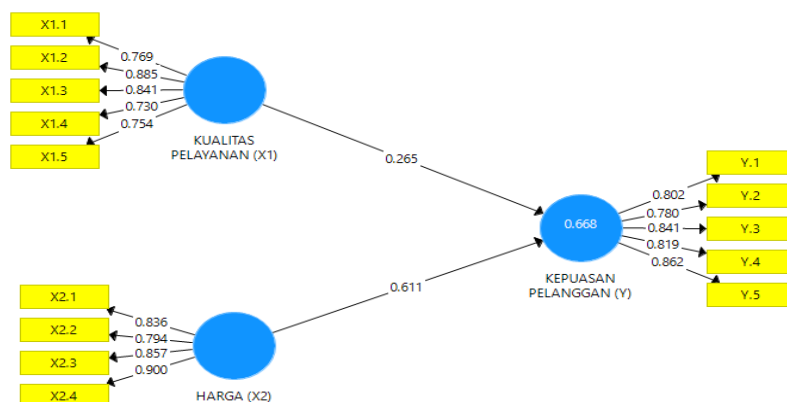 X1.1
0.769
X1.2
0.885
X1.3
0.841
X1.4
0.730
X1.5
0.754
KUALITAS
PELAYANAN (X1)
0.265
Y.1
0.802
Y.2
0.780
0.668
Y.3
0.841
Y.4
0.819
Y.5
0.862
KEPUASAN
PELANGGAN (Y)
0.611
X2.1
0.836
X2.2
0.794
X2.3
0.857
X2.4
0.900
HARGA (X2)